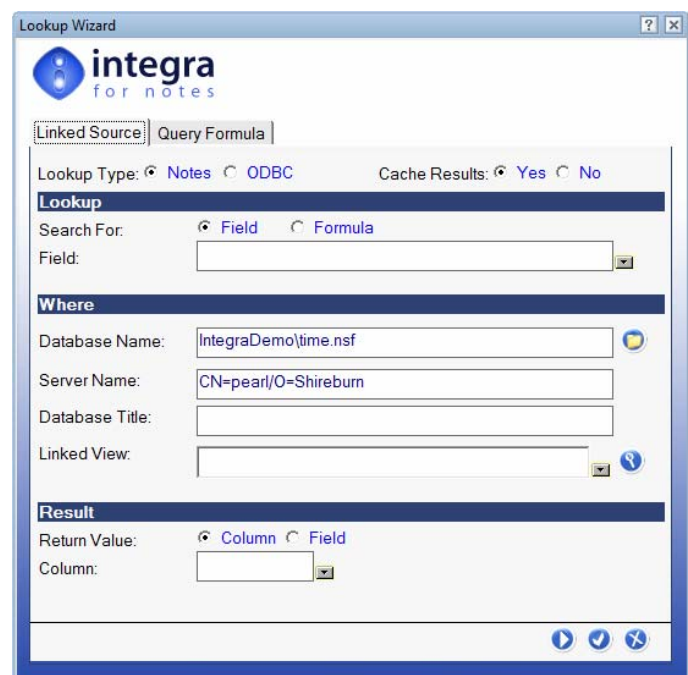 Lookup Wizard
integra
for notes
Linked Source Query Formula
Lookup Type: Notes ODBC Cache Results: Yes No
Lookup
Search For: Field Formula
Field:
Where
Database Name: IntegraDemo\time.nsf
Server Name: CN=pearl/O=Shireburn
Database Title:
Linked View:
Result
Return Value: Column Field
Column: